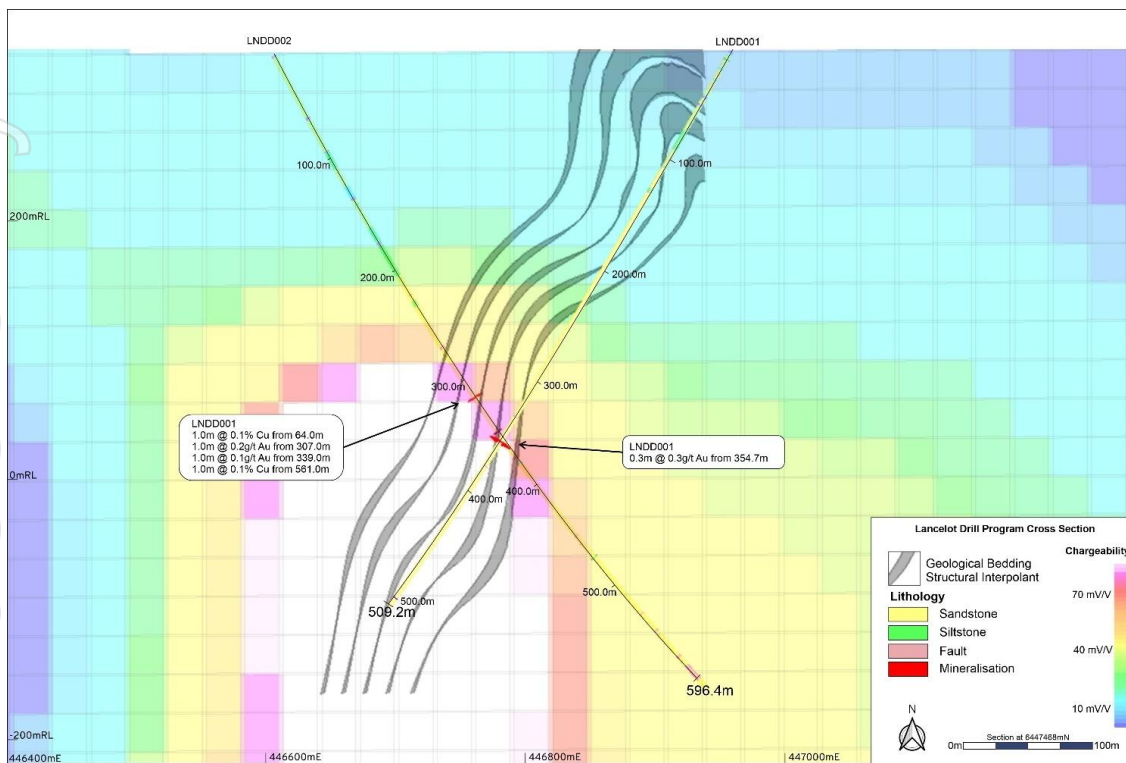 LNDD002
LNDD001
100.0m
100.0m
200mRL
200.0m
200.0m
300.0m
300.0m
LNDD001
1.0m @ 0.1% Cu from 64.0m
1.0m @ 0.2g/t Au from 307.0m
1.0m @ 0.1g/t Au from 339.0m
1.0m @ 0.1% Cu from 561.0m
LNDD001
0.3m @ 0.3g/t Au from 354.7m
0mRL
400.0m
400.0m
500.0m
500.0m
509.2m
596.4m
-200mRL
446400mE
446600mE
446800mE
447000mE
Lancelot Drill Program Cross Section
Geological Bedding
Structural Interpolant
Lithology
Sandstone
Siltstone
Fault
Mineralisation
Chargeability
70 mV/V
40 mV/V
10 mV/V
N
Section at 6447468mN
0m
100m